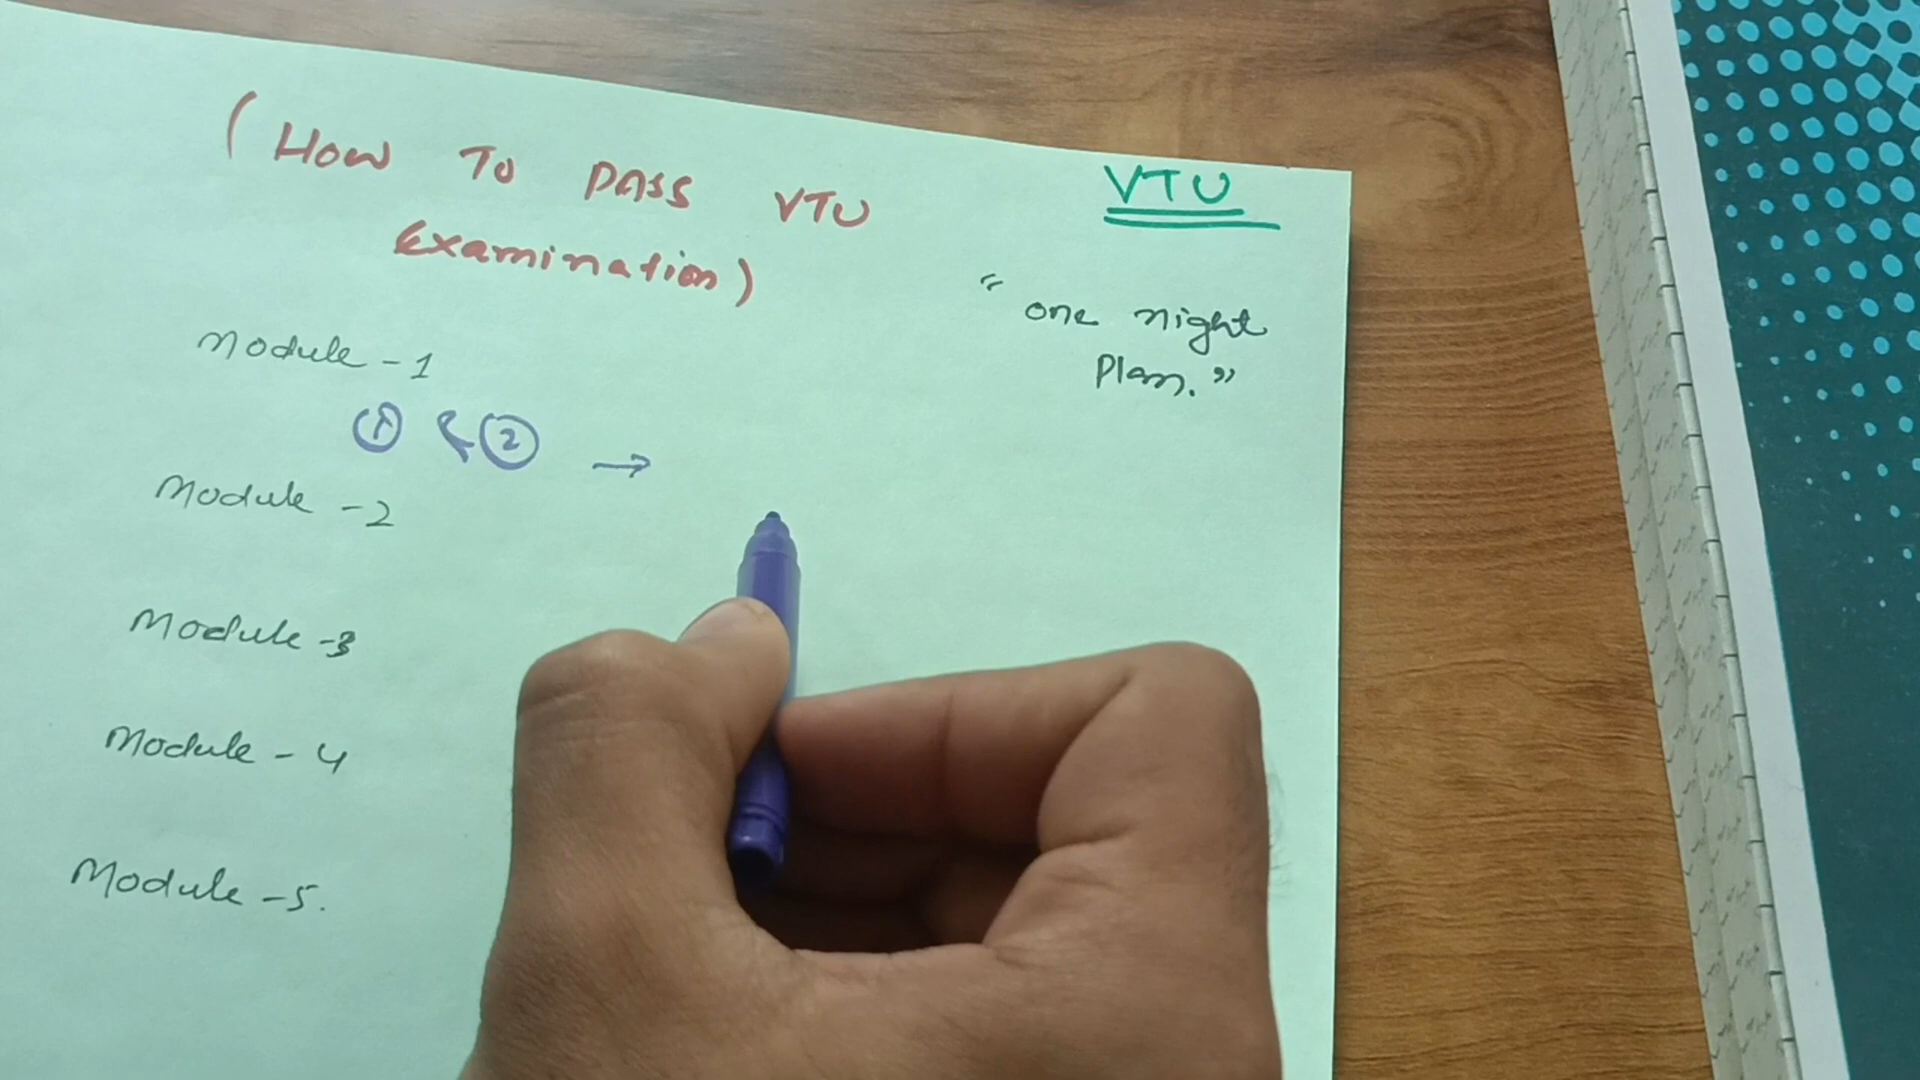 (How To PASS VTU
Examination)
VTU
"one night
Plan."
Module - 1
① & ② →
Module - 2
Module - 3
Module - 4
Module - 5.